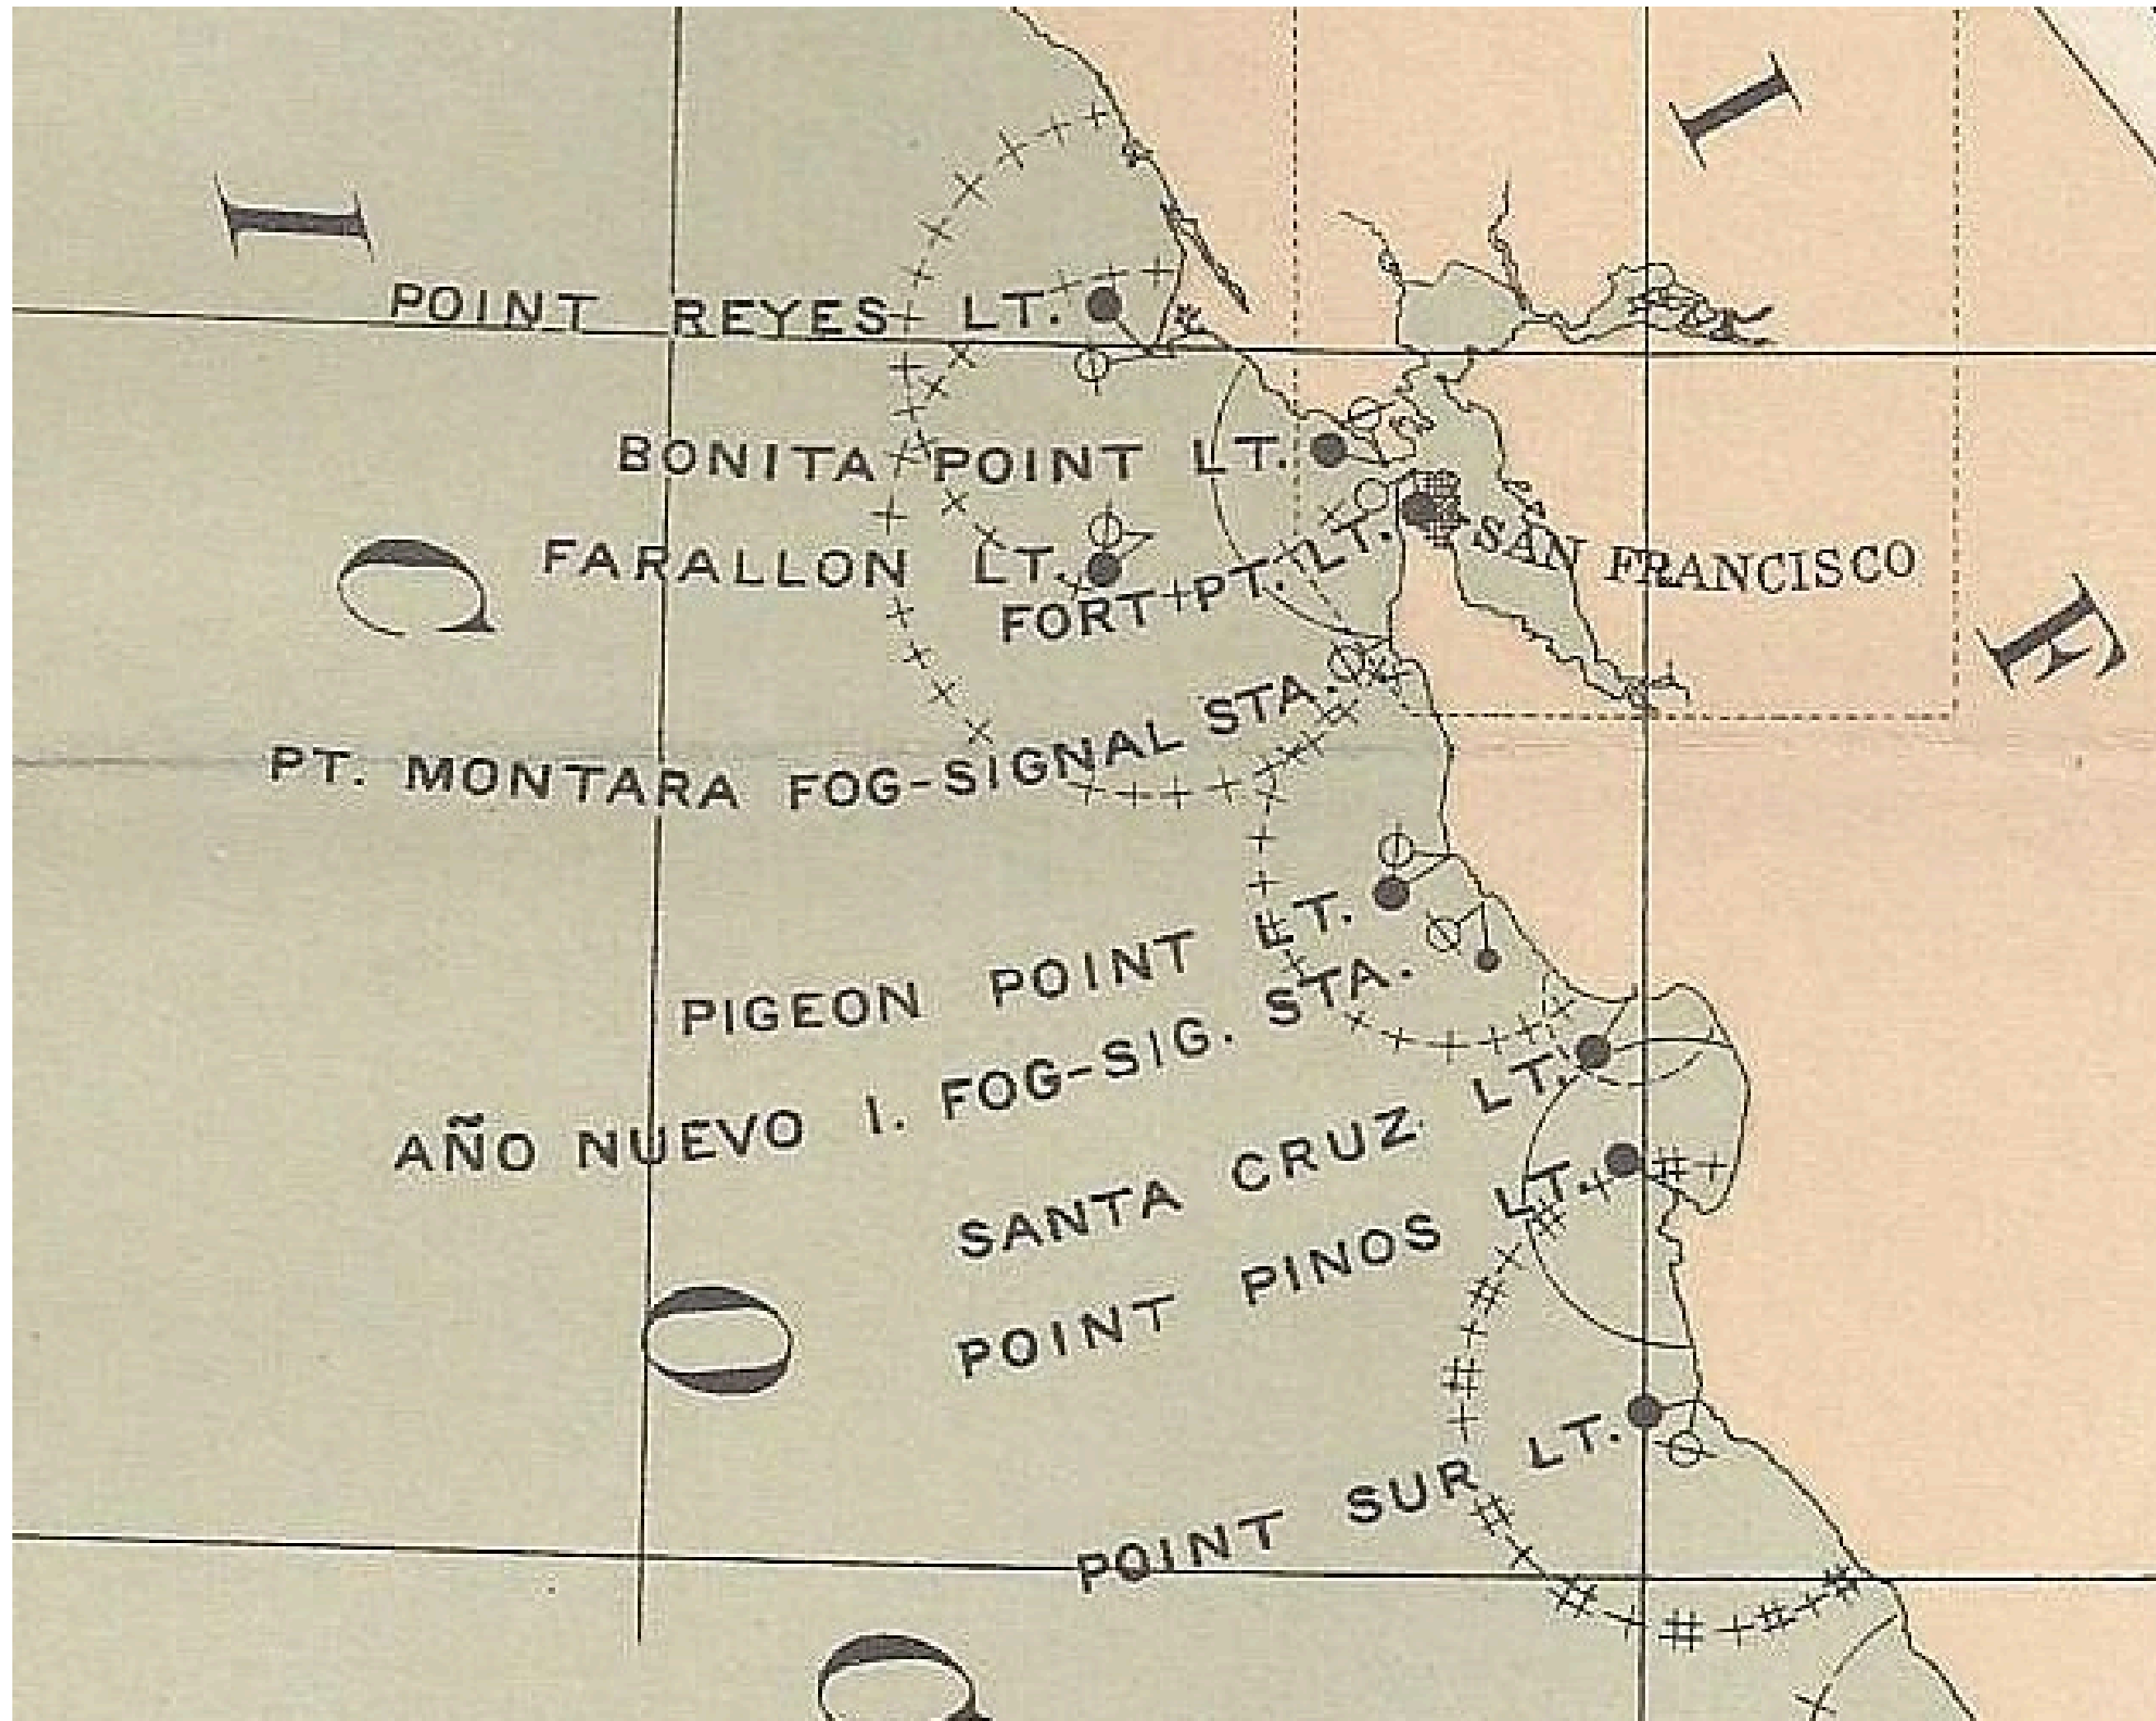 I
I
POINT REYES LT.
BONITA POINT LT.
SAN FRANCISCO
FARALLON LT.
FORT PT. LT.
C
F
PT. MONTARA FOG-SIGNAL STA.
PIGEON POINT LT.
AÑO NUEVO I. FOG-SIG. STA.
SANTA CRUZ LT.
POINT PINOS LT.
O
POINT SUR LT.